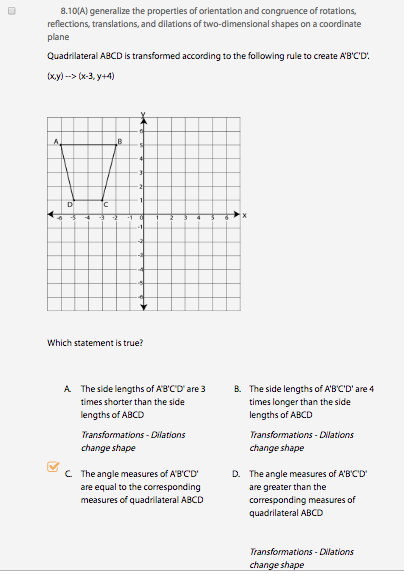 8.10(A) generalize the properties of orientation and congruence of rotations,
reflections, translations, and dilations of two-dimensional shapes on a coordinate
plane
Quadrilateral ABCD is transformed according to the following rule to create A'B'C'D'.
(x,y) --> (x-3, y+4)
y
6
A B
5
4
3
2
D C
1
-6 -5 -4 -3 -2 -1 0 1 2 3 4 5 6 x
-1
-2
-3
-4
-5
-6
Which statement is true?
A. The side lengths of A'B'C'D' are 3
times shorter than the side
lengths of ABCD
Transformations - Dilations
change shape
B. The side lengths of A'B'C'D' are 4
times longer than the side
lengths of ABCD
Transformations - Dilations
change shape
C. The angle measures of A'B'C'D'
are equal to the corresponding
measures of quadrilateral ABCD
D. The angle measures of A'B'C'D'
are greater than the
corresponding measures of
quadrilateral ABCD
Transformations - Dilations
change shape